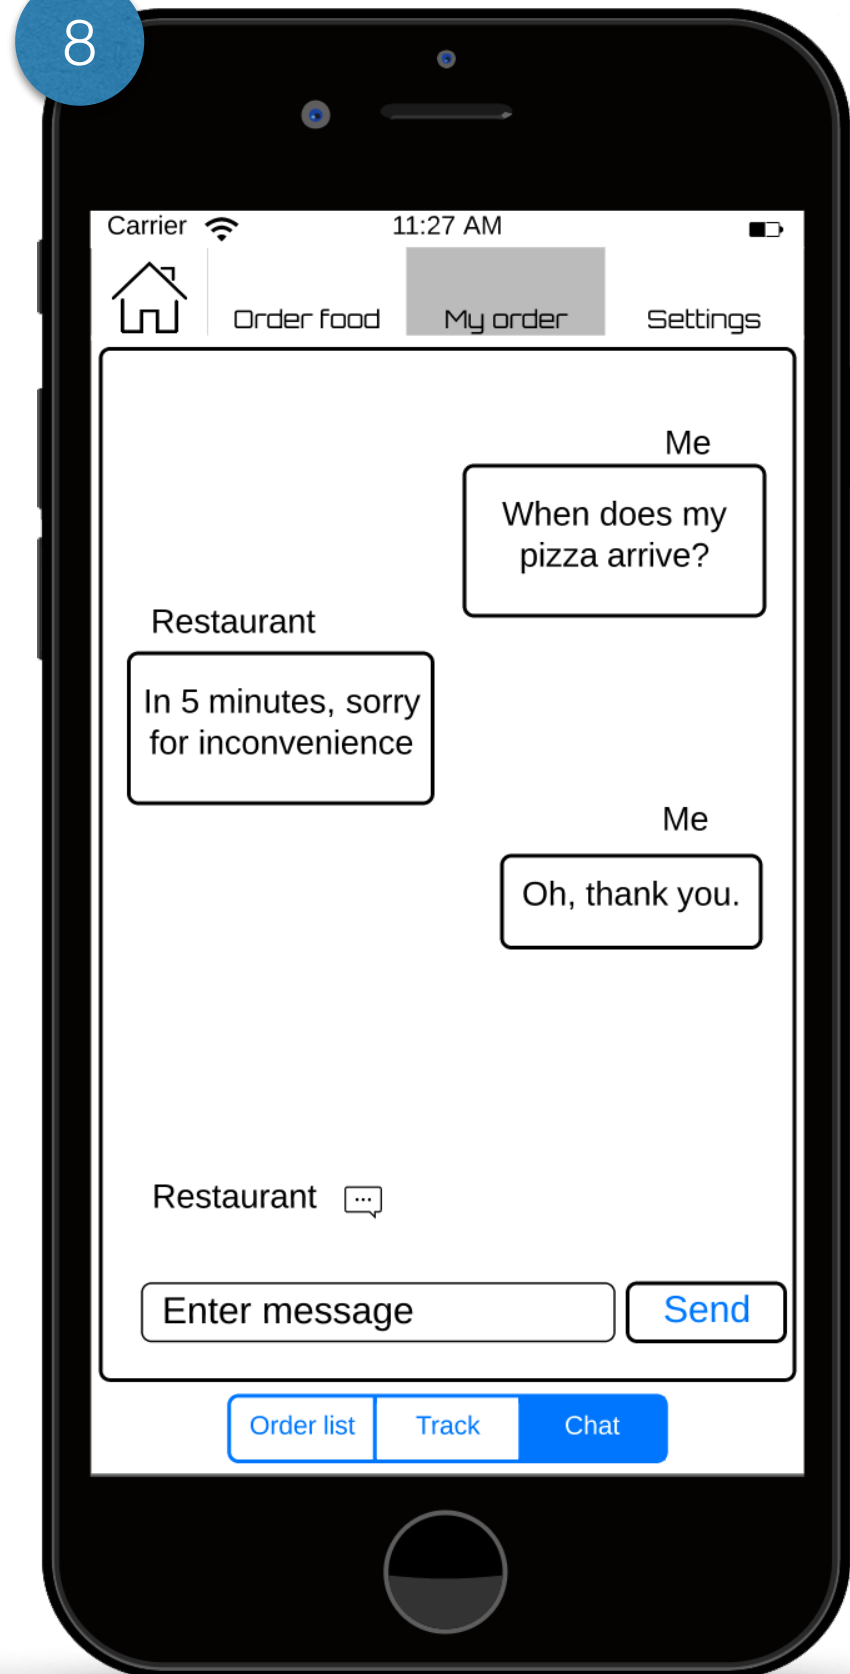 8
Carrier 11:27 AM
Order food My order Settings
Me
When does my
pizza arrive?
Restaurant
In 5 minutes, sorry
for inconvenience
Me
Oh, thank you.
Restaurant
Enter message Send
Order list Track Chat